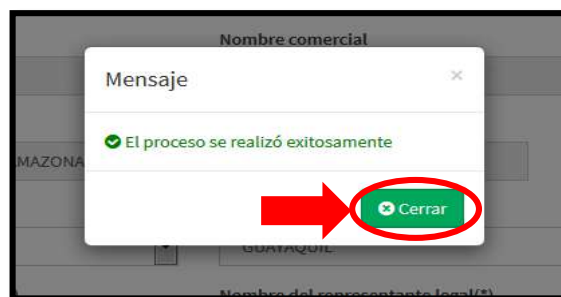 Nombre comercial
Mensaje
×
El proceso se realizó exitosamente
MAZONA
Cerrar
GUAYAQUIL
Nombre del representante legal(*)